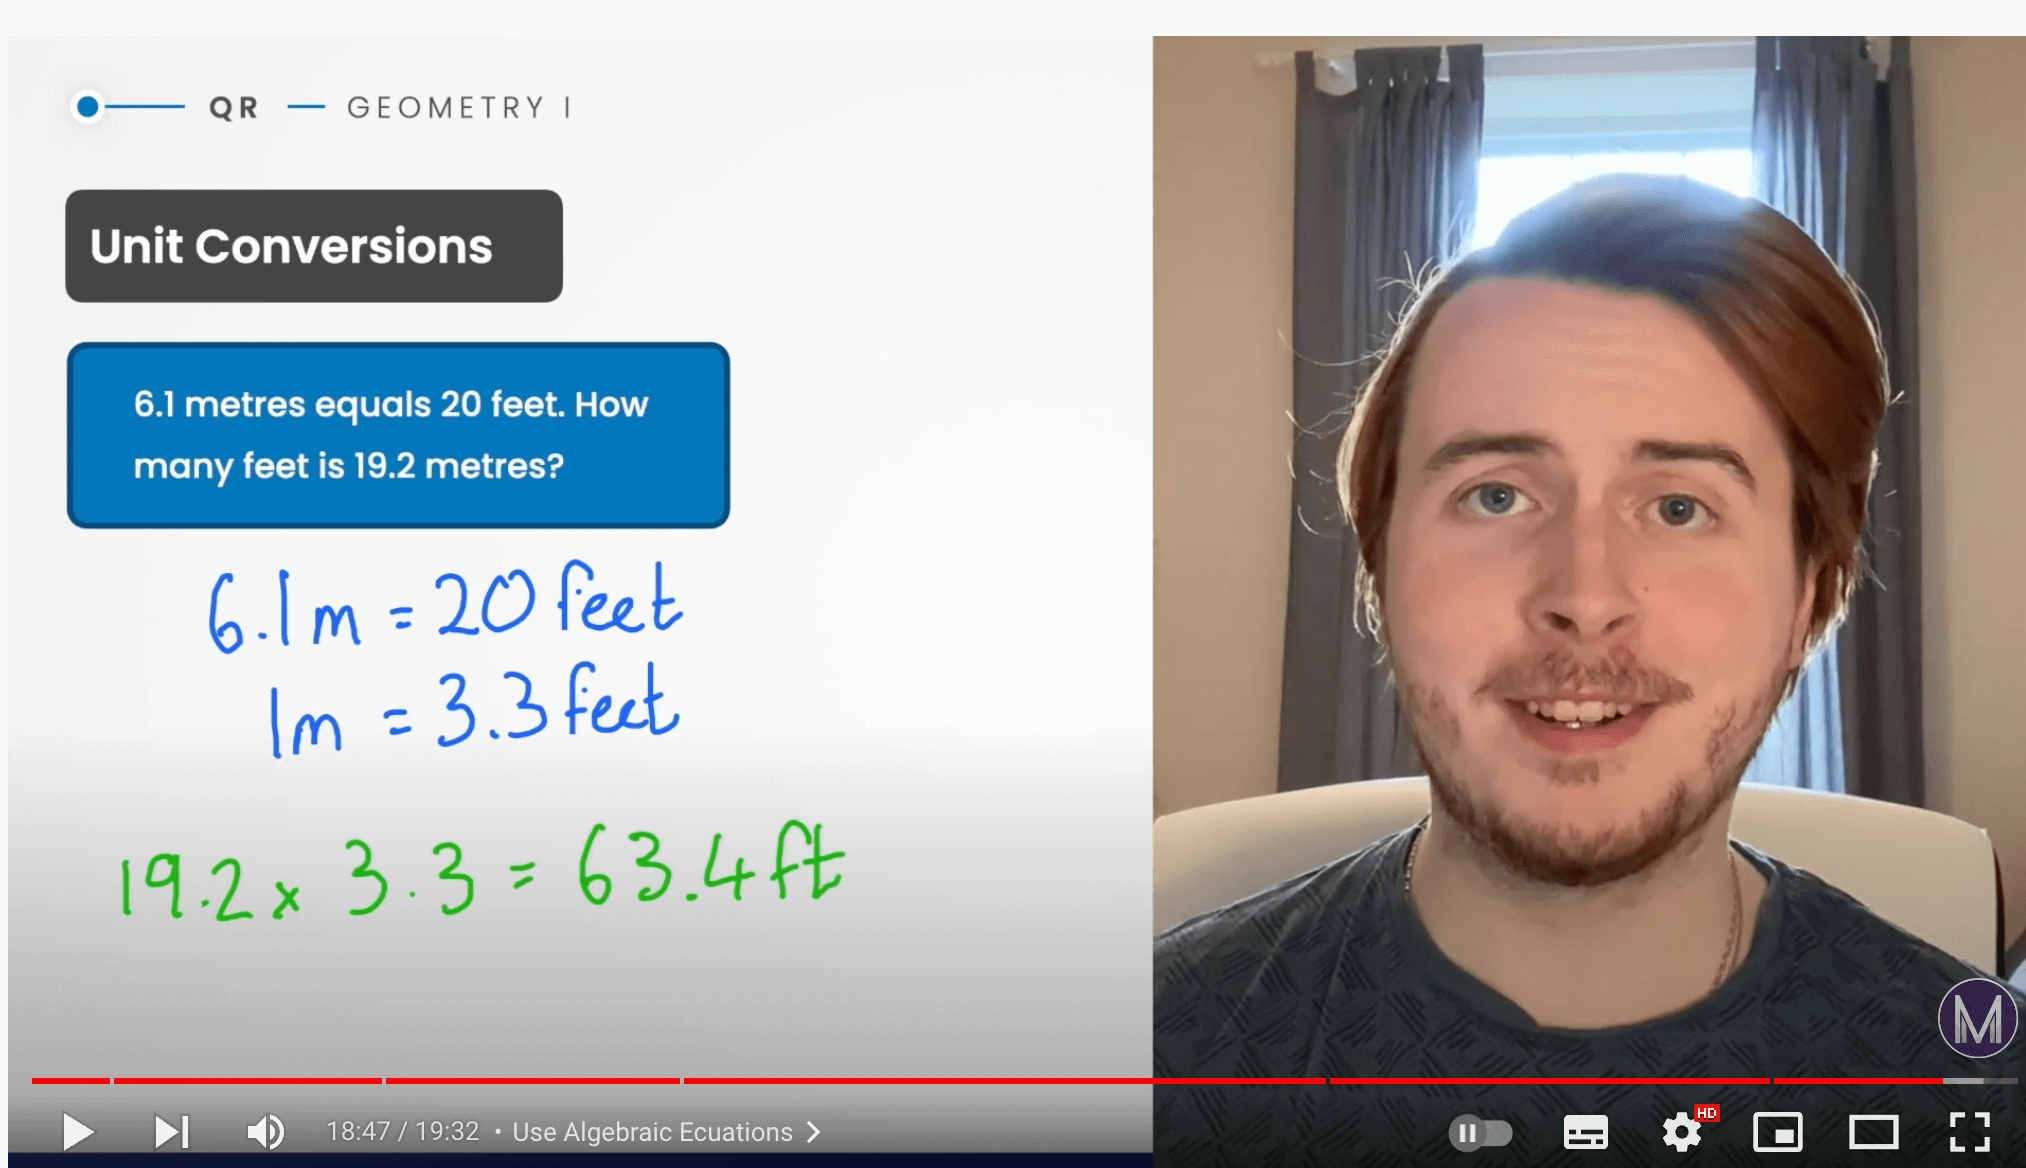 QR — GEOMETRY I
Unit Conversions
6.1 metres equals 20 feet. How
many feet is 19.2 metres?
6.1m = 20 feet
1m = 3.3 feet
19.2 x 3.3 = 63.4 ft
M
HD
18:47 / 19:32 • Use Algebraic Ecuations >